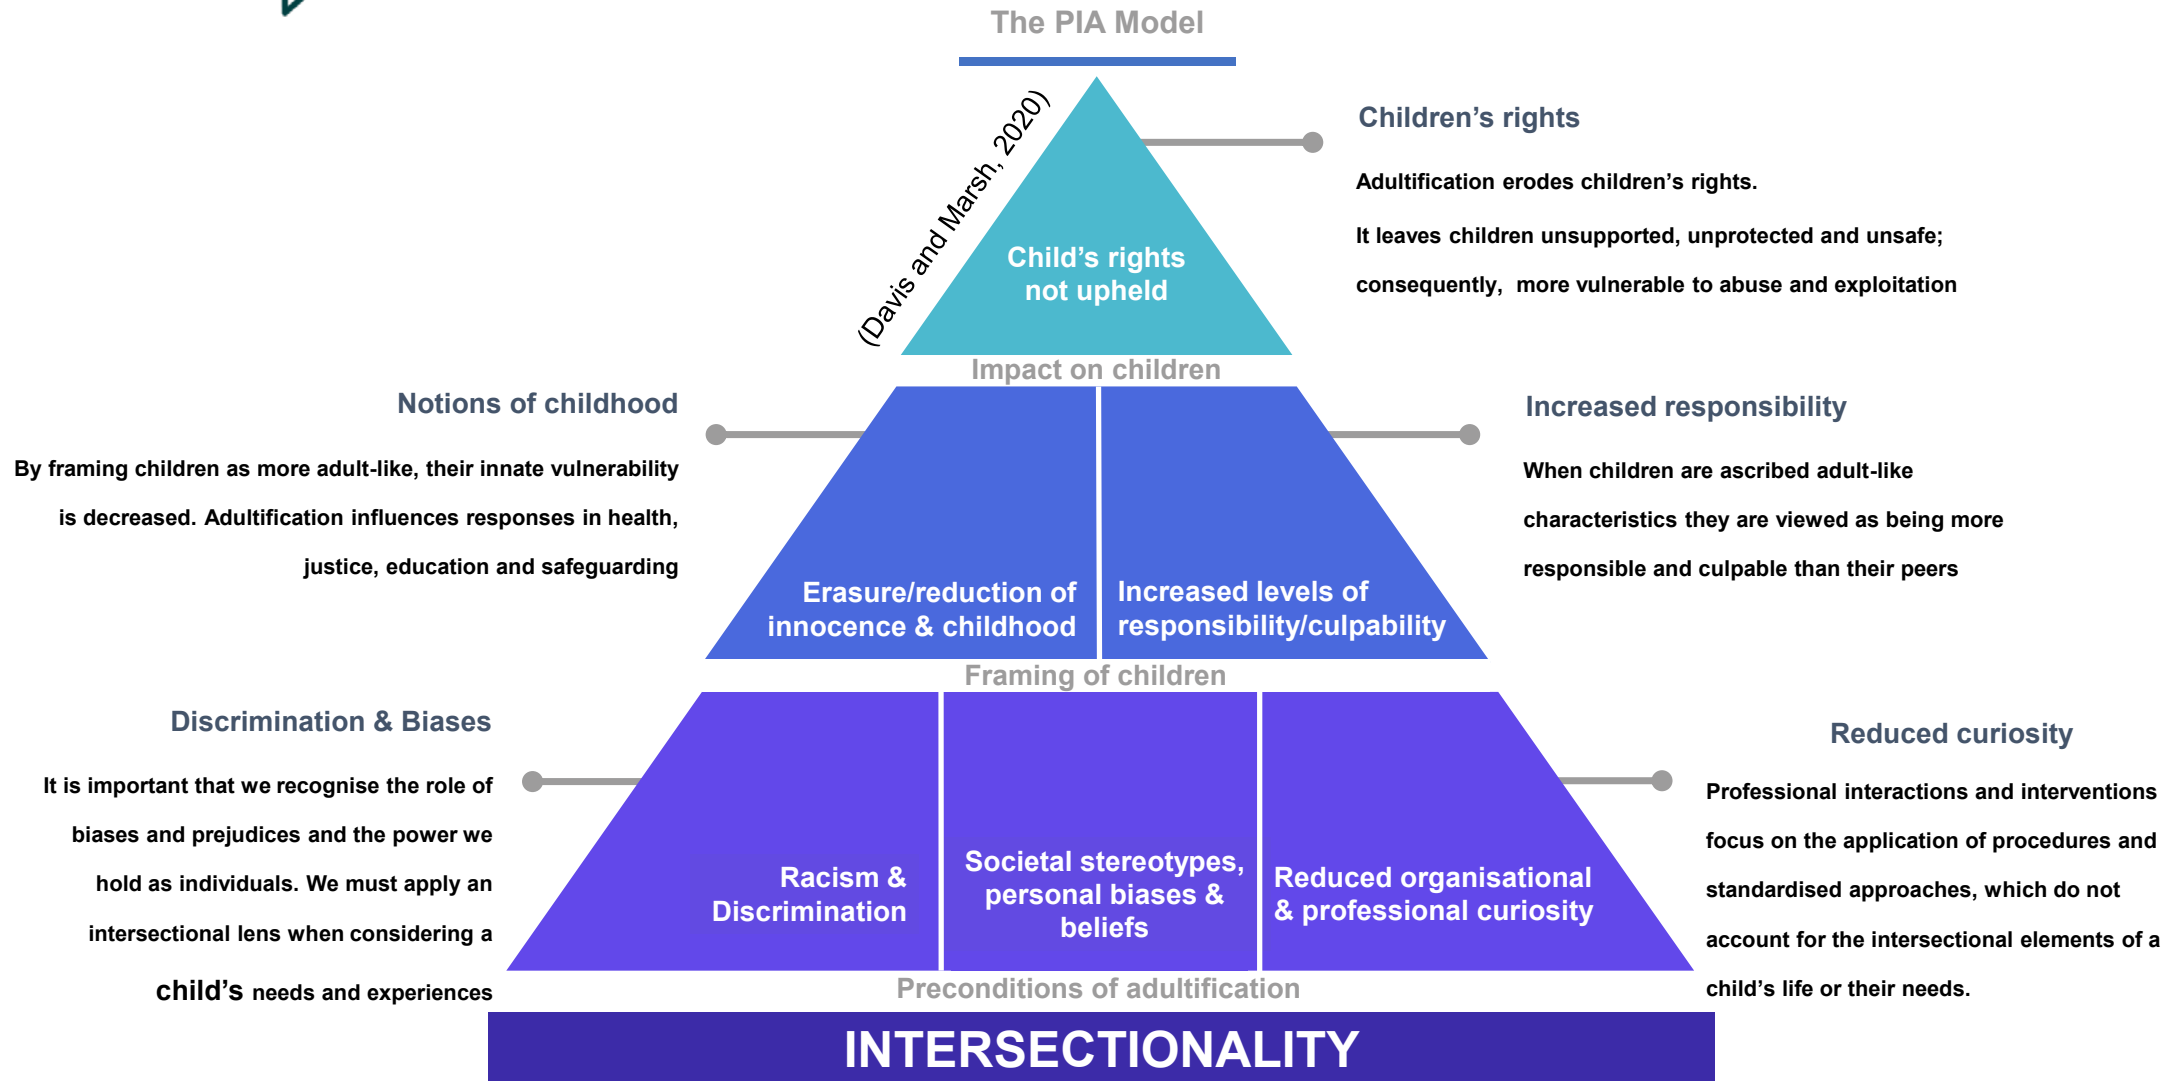 The PIA Model
(Davis and Marsh, 2020)
Children’s rights
Adultification erodes children’s rights.
It leaves children unsupported, unprotected and unsafe;
consequently,  more vulnerable to abuse and exploitation
Child’s rights
not upheld
Impact on children
Notions of childhood
By framing children as more adult-like, their innate vulnerability
is decreased. Adultification influences responses in health,
justice, education and safeguarding
Erasure/reduction of
innocence & childhood
Increased levels of
responsibility/culpability
Increased responsibility
When children are ascribed adult-like
characteristics they are viewed as being more
responsible and culpable than their peers
Framing of children
Discrimination & Biases
It is important that we recognise the role of
biases and prejudices and the power we
hold as individuals. We must apply an
intersectional lens when considering a
child’s needs and experiences
Racism &
Discrimination
Societal stereotypes,
personal biases &
beliefs
Reduced organisational
& professional curiosity
Reduced curiosity
Professional interactions and interventions
focus on the application of procedures and
standardised approaches, which do not
account for the intersectional elements of a
child’s life or their needs.
Preconditions of adultification
INTERSECTIONALITY